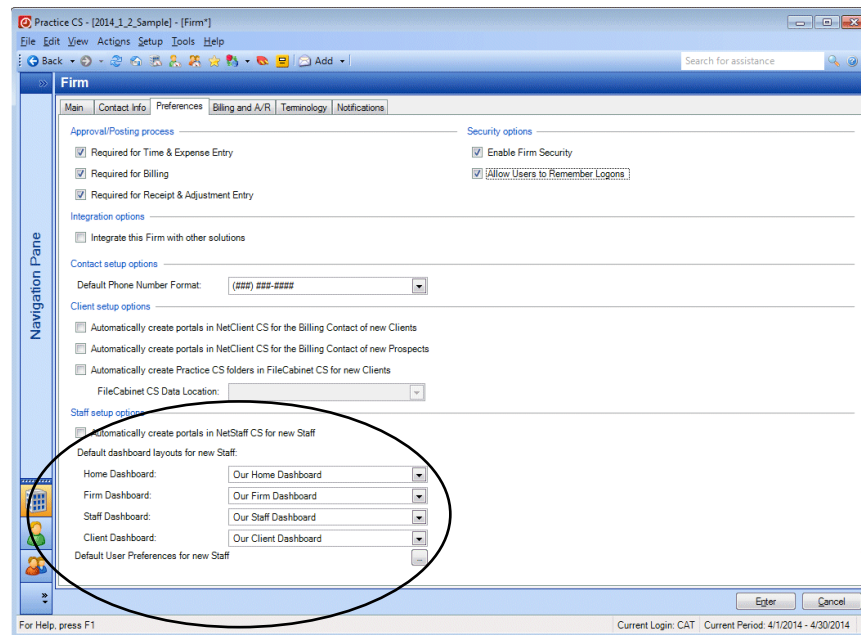 Practice CS - [2014_1_2_Sample] - [Firm*]
File Edit View Actions Setup Tools Help
Back Add Search for assistance
» Firm
Main Contact Info Preferences Billing and A/R Terminology Notifications
Approval/Posting process Security options
Required for Time & Expense Entry Enable Firm Security
Required for Billing Allow Users to Remember Logons
Required for Receipt & Adjustment Entry
Integration options
Integrate this Firm with other solutions
Contact setup options
Default Phone Number Format: (###) ###-####
Client setup options
Automatically create portals in NetClient CS for the Billing Contact of new Clients
Automatically create portals in NetClient CS for the Billing Contact of new Prospects
Automatically create Practice CS folders in FileCabinet CS for new Clients
FileCabinet CS Data Location:
Staff setup options
Automatically create portals in NetStaff CS for new Staff
Default dashboard layouts for new Staff:
Home Dashboard: Our Home Dashboard
Firm Dashboard: Our Firm Dashboard
Staff Dashboard: Our Staff Dashboard
Client Dashboard: Our Client Dashboard
Default User Preferences for new Staff ...
Navigation Pane
»
Enter Cancel
For Help, press F1 Current Login: CAT Current Period: 4/1/2014 - 4/30/2014